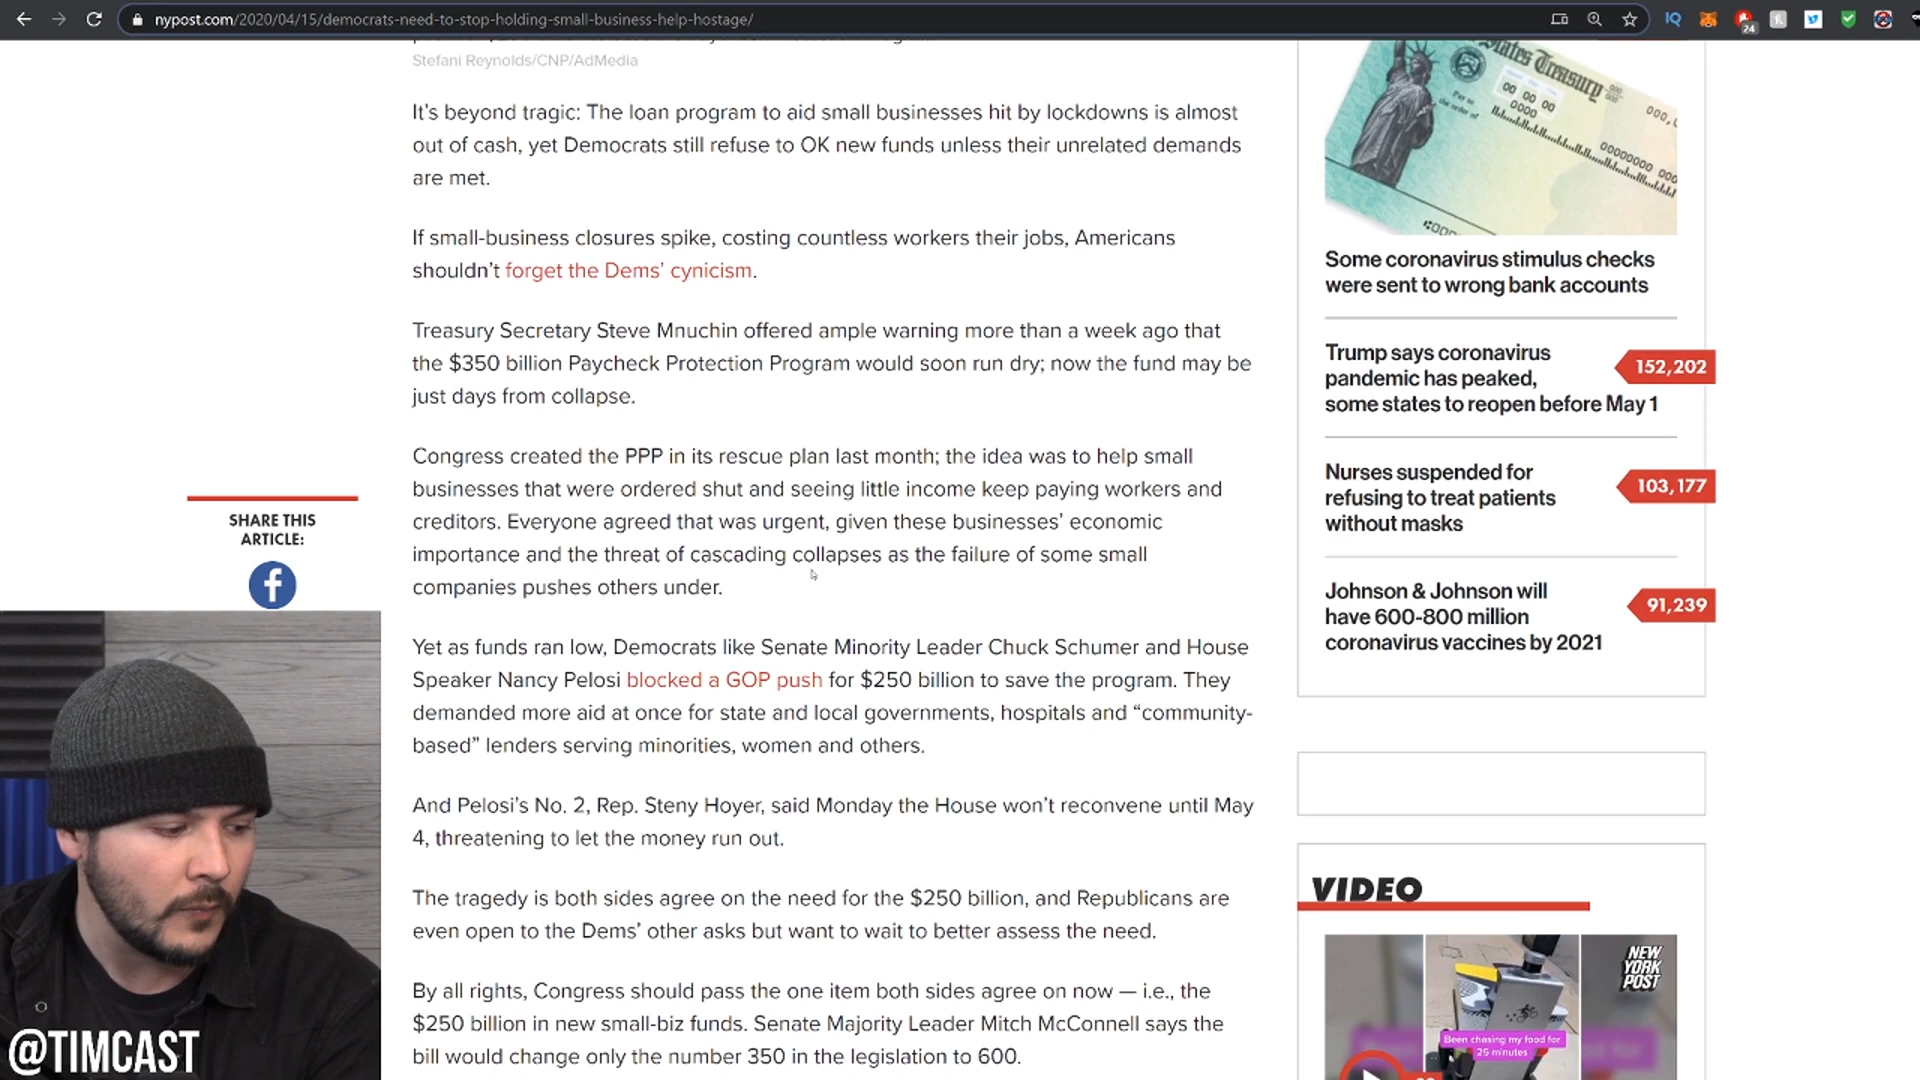 nypost.com/2020/04/15/democrats-need-to-stop-holding-small-business-help-hostage/
24
Stefani Reynolds/CNP/AdMedia
It's beyond tragic: The loan program to aid small businesses hit by lockdowns is almost
out of cash, yet Democrats still refuse to OK new funds unless their unrelated demands
are met.
If small-business closures spike, costing countless workers their jobs, Americans
shouldn't forget the Dems' cynicism.
Treasury Secretary Steve Mnuchin offered ample warning more than a week ago that
the $350 billion Paycheck Protection Program would soon run dry; now the fund may be
just days from collapse.
Congress created the PPP in its rescue plan last month; the idea was to help small
businesses that were ordered shut and seeing little income keep paying workers and
creditors. Everyone agreed that was urgent, given these businesses' economic
importance and the threat of cascading collapses as the failure of some small
companies pushes others under.
Yet as funds ran low, Democrats like Senate Minority Leader Chuck Schumer and House
Speaker Nancy Pelosi blocked a GOP push for $250 billion to save the program. They
demanded more aid at once for state and local governments, hospitals and “community-
based” lenders serving minorities, women and others.
And Pelosi's No. 2, Rep. Steny Hoyer, said Monday the House won't reconvene until May
4, threatening to let the money run out.
The tragedy is both sides agree on the need for the $250 billion, and Republicans are
even open to the Dems' other asks but want to wait to better assess the need.
By all rights, Congress should pass the one item both sides agree on now — i.e., the
$250 billion in new small-biz funds. Senate Majority Leader Mitch McConnell says the
bill would change only the number 350 in the legislation to 600.
SHARE THIS
ARTICLE:
@TIMCAST
States Treasury
00 00 00
0000
000,0
00000000 000
Some coronavirus stimulus checks
were sent to wrong bank accounts
Trump says coronavirus
pandemic has peaked,
some states to reopen before May 1
152,202
Nurses suspended for
refusing to treat patients
without masks
103,177
Johnson & Johnson will
have 600-800 million
coronavirus vaccines by 2021
91,239
VIDEO
NEW
YORK
POST
Been chasing my food for
25 minutes